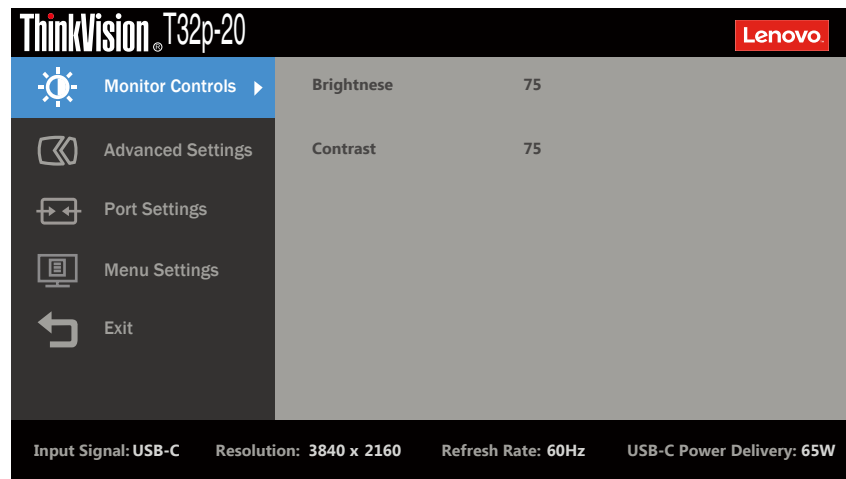 ThinkVision ® T32p-20
Lenovo.
Monitor Controls
Brightnese 75
Advanced Settings
Contrast 75
Port Settings
Menu Settings
Exit
Input Signal: USB-C Resolution: 3840 x 2160 Refresh Rate: 60Hz USB-C Power Delivery: 65W